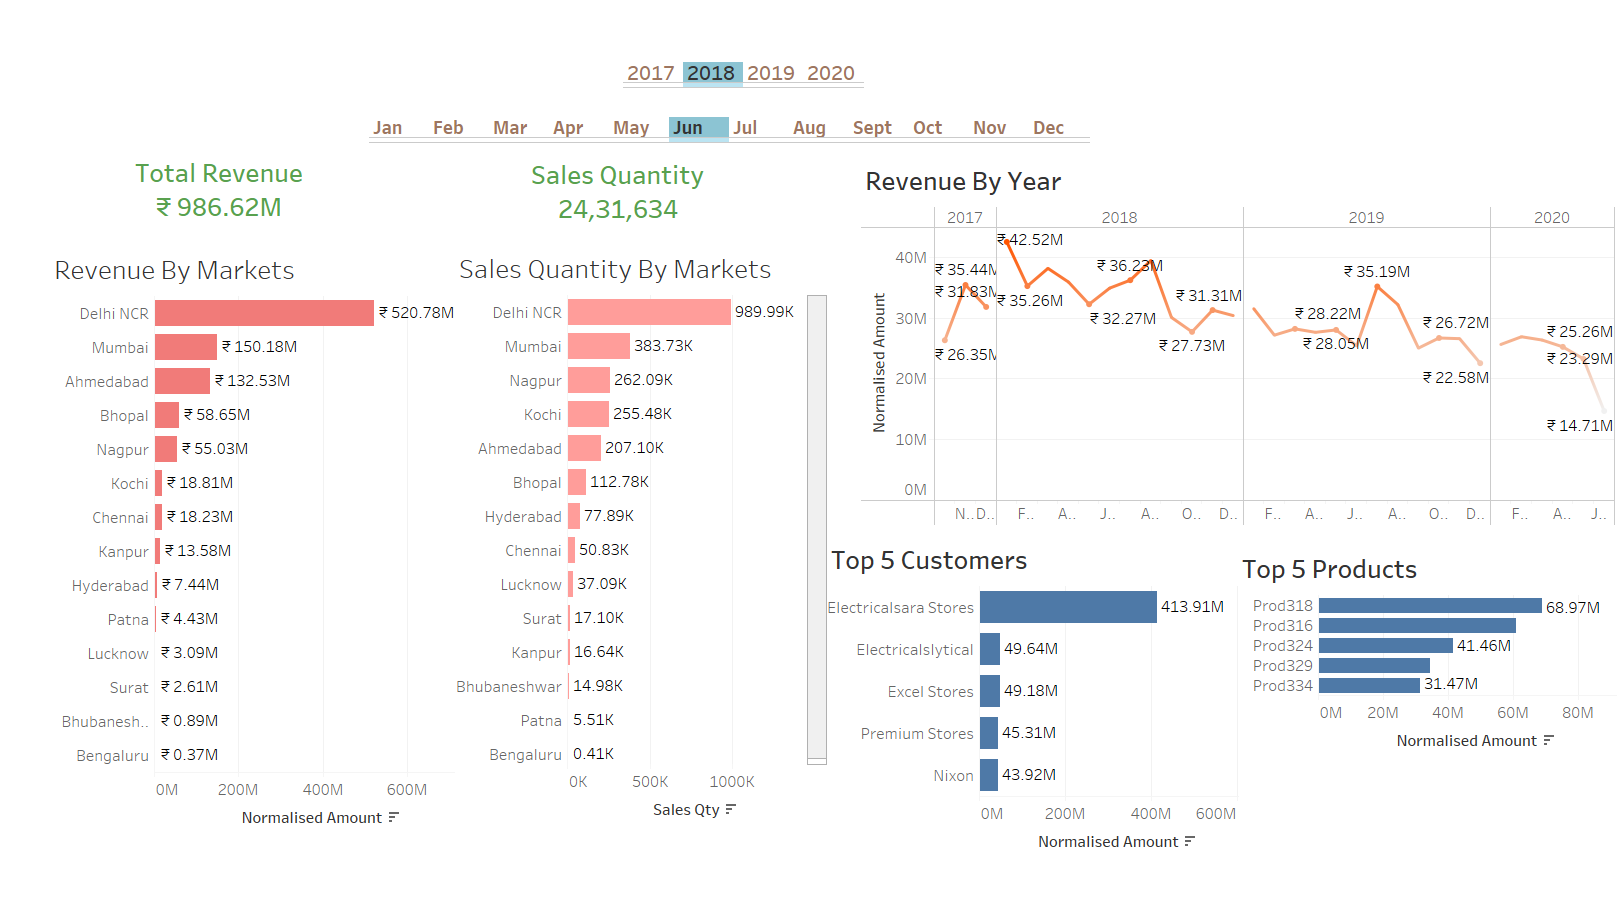 2017 2018 2019 2020
Jan Feb Mar Apr May Jun Jul Aug Sept Oct Nov Dec
Total Revenue
₹ 986.62M
Sales Quantity
24,31,634
Revenue By Markets
Delhi NCR ₹ 520.78M
Mumbai ₹ 150.18M
Ahmedabad ₹ 132.53M
Bhopal ₹ 58.65M
Nagpur ₹ 55.03M
Kochi ₹ 18.81M
Chennai ₹ 18.23M
Kanpur ₹ 13.58M
Hyderabad ₹ 7.44M
Patna ₹ 4.43M
Lucknow ₹ 3.09M
Surat ₹ 2.61M
Bhubanesh.. ₹ 0.89M
Bengaluru ₹ 0.37M
0M 200M 400M 600M
Normalised Amount
Sales Quantity By Markets
Delhi NCR 989.99K
Mumbai 383.73K
Nagpur 262.09K
Kochi 255.48K
Ahmedabad 207.10K
Bhopal 112.78K
Hyderabad 77.89K
Chennai 50.83K
Lucknow 37.09K
Surat 17.10K
Kanpur 16.64K
Bhubaneshwar 14.98K
Patna 5.51K
Bengaluru 0.41K
0K 500K 1000K
Sales Qty
Revenue By Year
2017 2018 2019 2020
Normalised Amount
40M
30M
20M
10M
0M
₹ 35.44M
₹ 31.83M
₹ 26.35M
₹ 42.52M
₹ 35.26M
₹ 36.23M
₹ 32.27M
₹ 31.31M
₹ 27.73M
₹ 28.22M
₹ 28.05M
₹ 35.19M
₹ 26.72M
₹ 22.58M
₹ 25.26M
₹ 23.29M
₹ 14.71M
N.. D.. F.. A.. J.. A.. O.. D.. F.. A.. J.. A.. O.. D.. F.. A.. J..
Top 5 Customers
Electricalsara Stores 413.91M
Electricalslytical 49.64M
Excel Stores 49.18M
Premium Stores 45.31M
Nixon 43.92M
0M 200M 400M 600M
Normalised Amount
Top 5 Products
Prod318 68.97M
Prod316
Prod324 41.46M
Prod329
Prod334 31.47M
0M 20M 40M 60M 80M
Normalised Amount